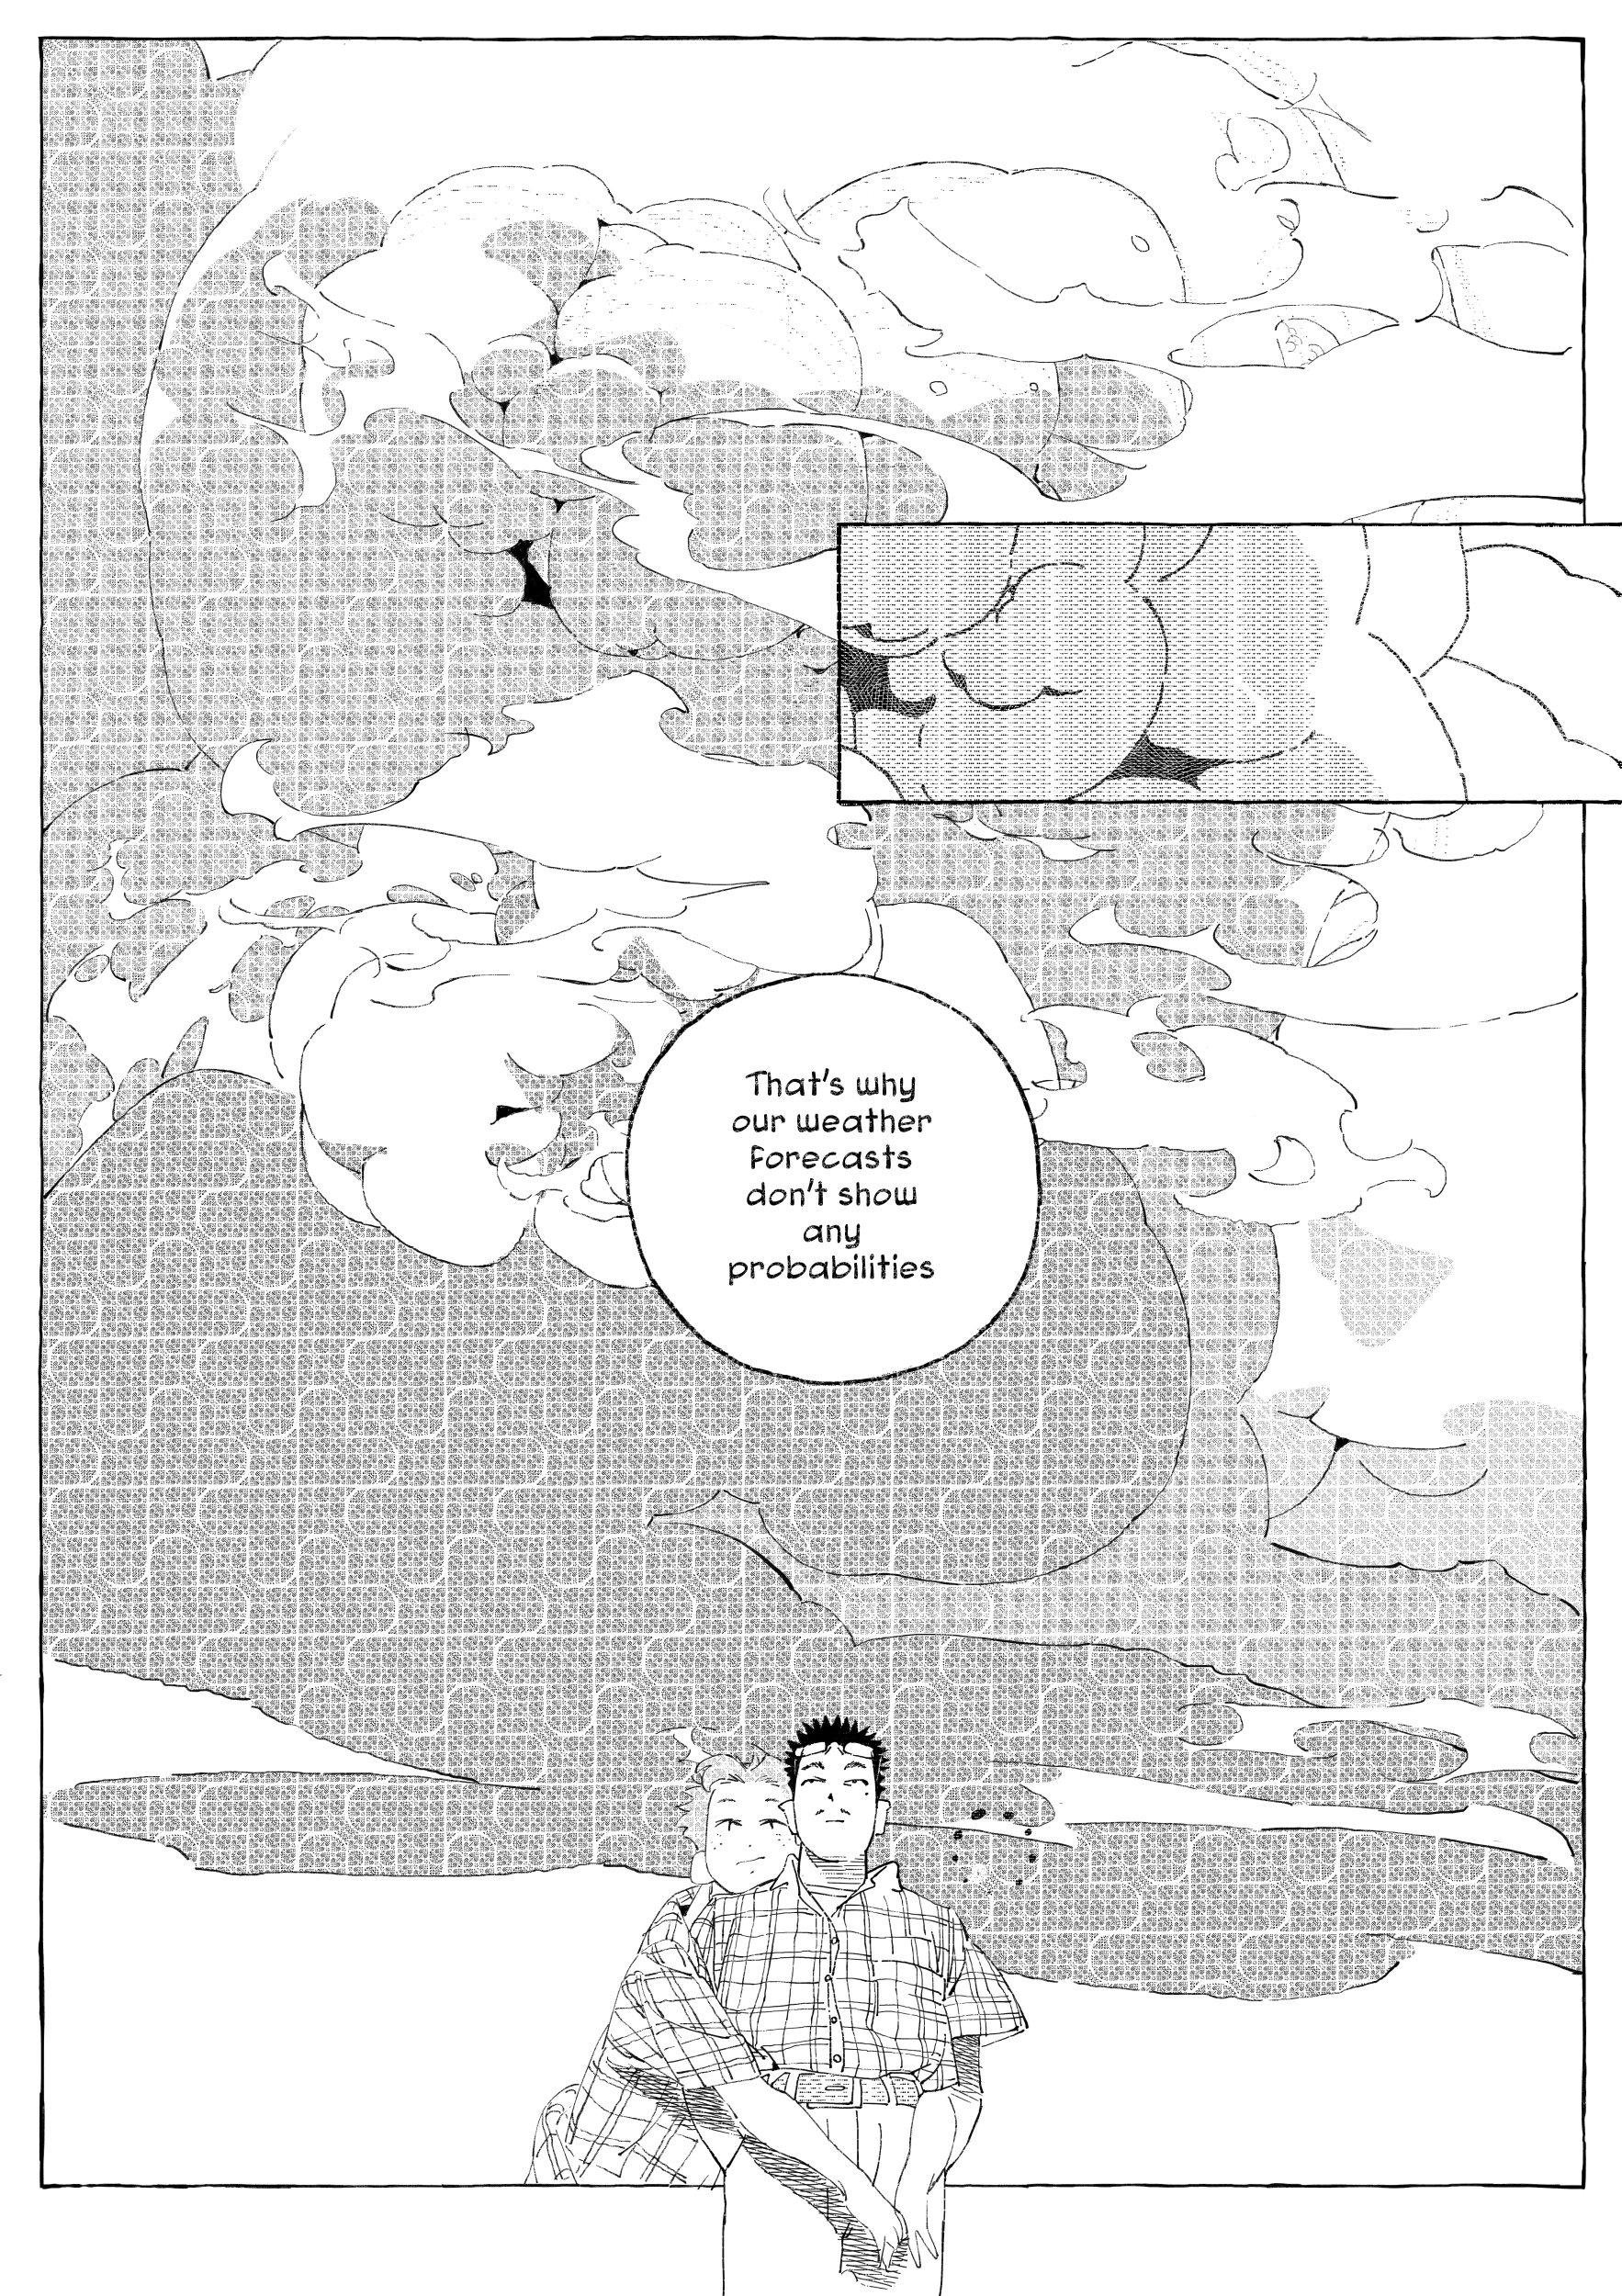 That's why
our weather
forecasts
don't show
any
probabilities